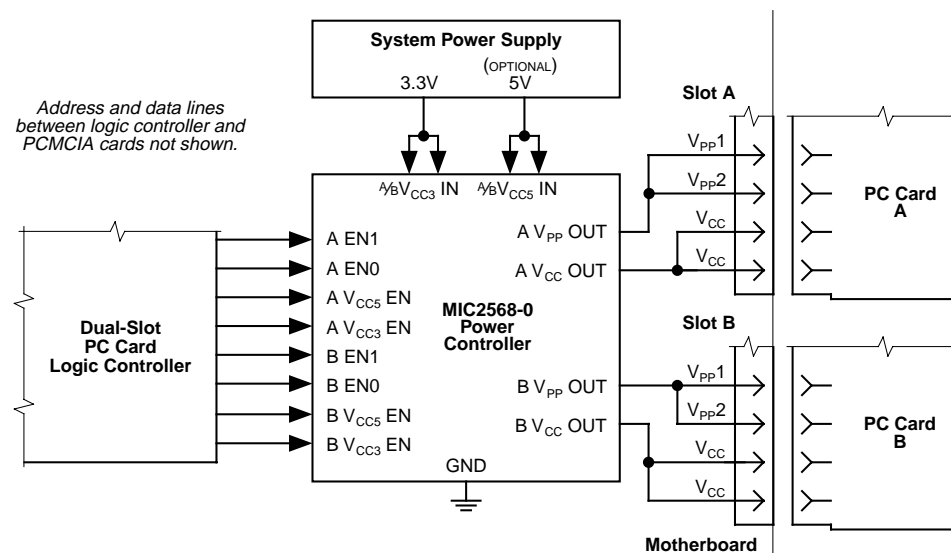 System Power Supply
(OPTIONAL)
3.3V 5V
Address and data lines
between logic controller and
PCMCIA cards not shown.
A/BVCC3 IN A/BVCC5 IN
Dual-Slot
PC Card
Logic Controller
A EN1
A EN0
A VCC5 EN
A VCC3 EN
B EN1
B EN0
B VCC5 EN
B VCC3 EN
MIC2568-0
Power
Controller
A VPP OUT
A VCC OUT
B VPP OUT
B VCC OUT
GND
Slot A
VPP1
VPP2
VCC
VCC
PC Card
A
Slot B
VPP1
VPP2
VCC
VCC
PC Card
B
Motherboard